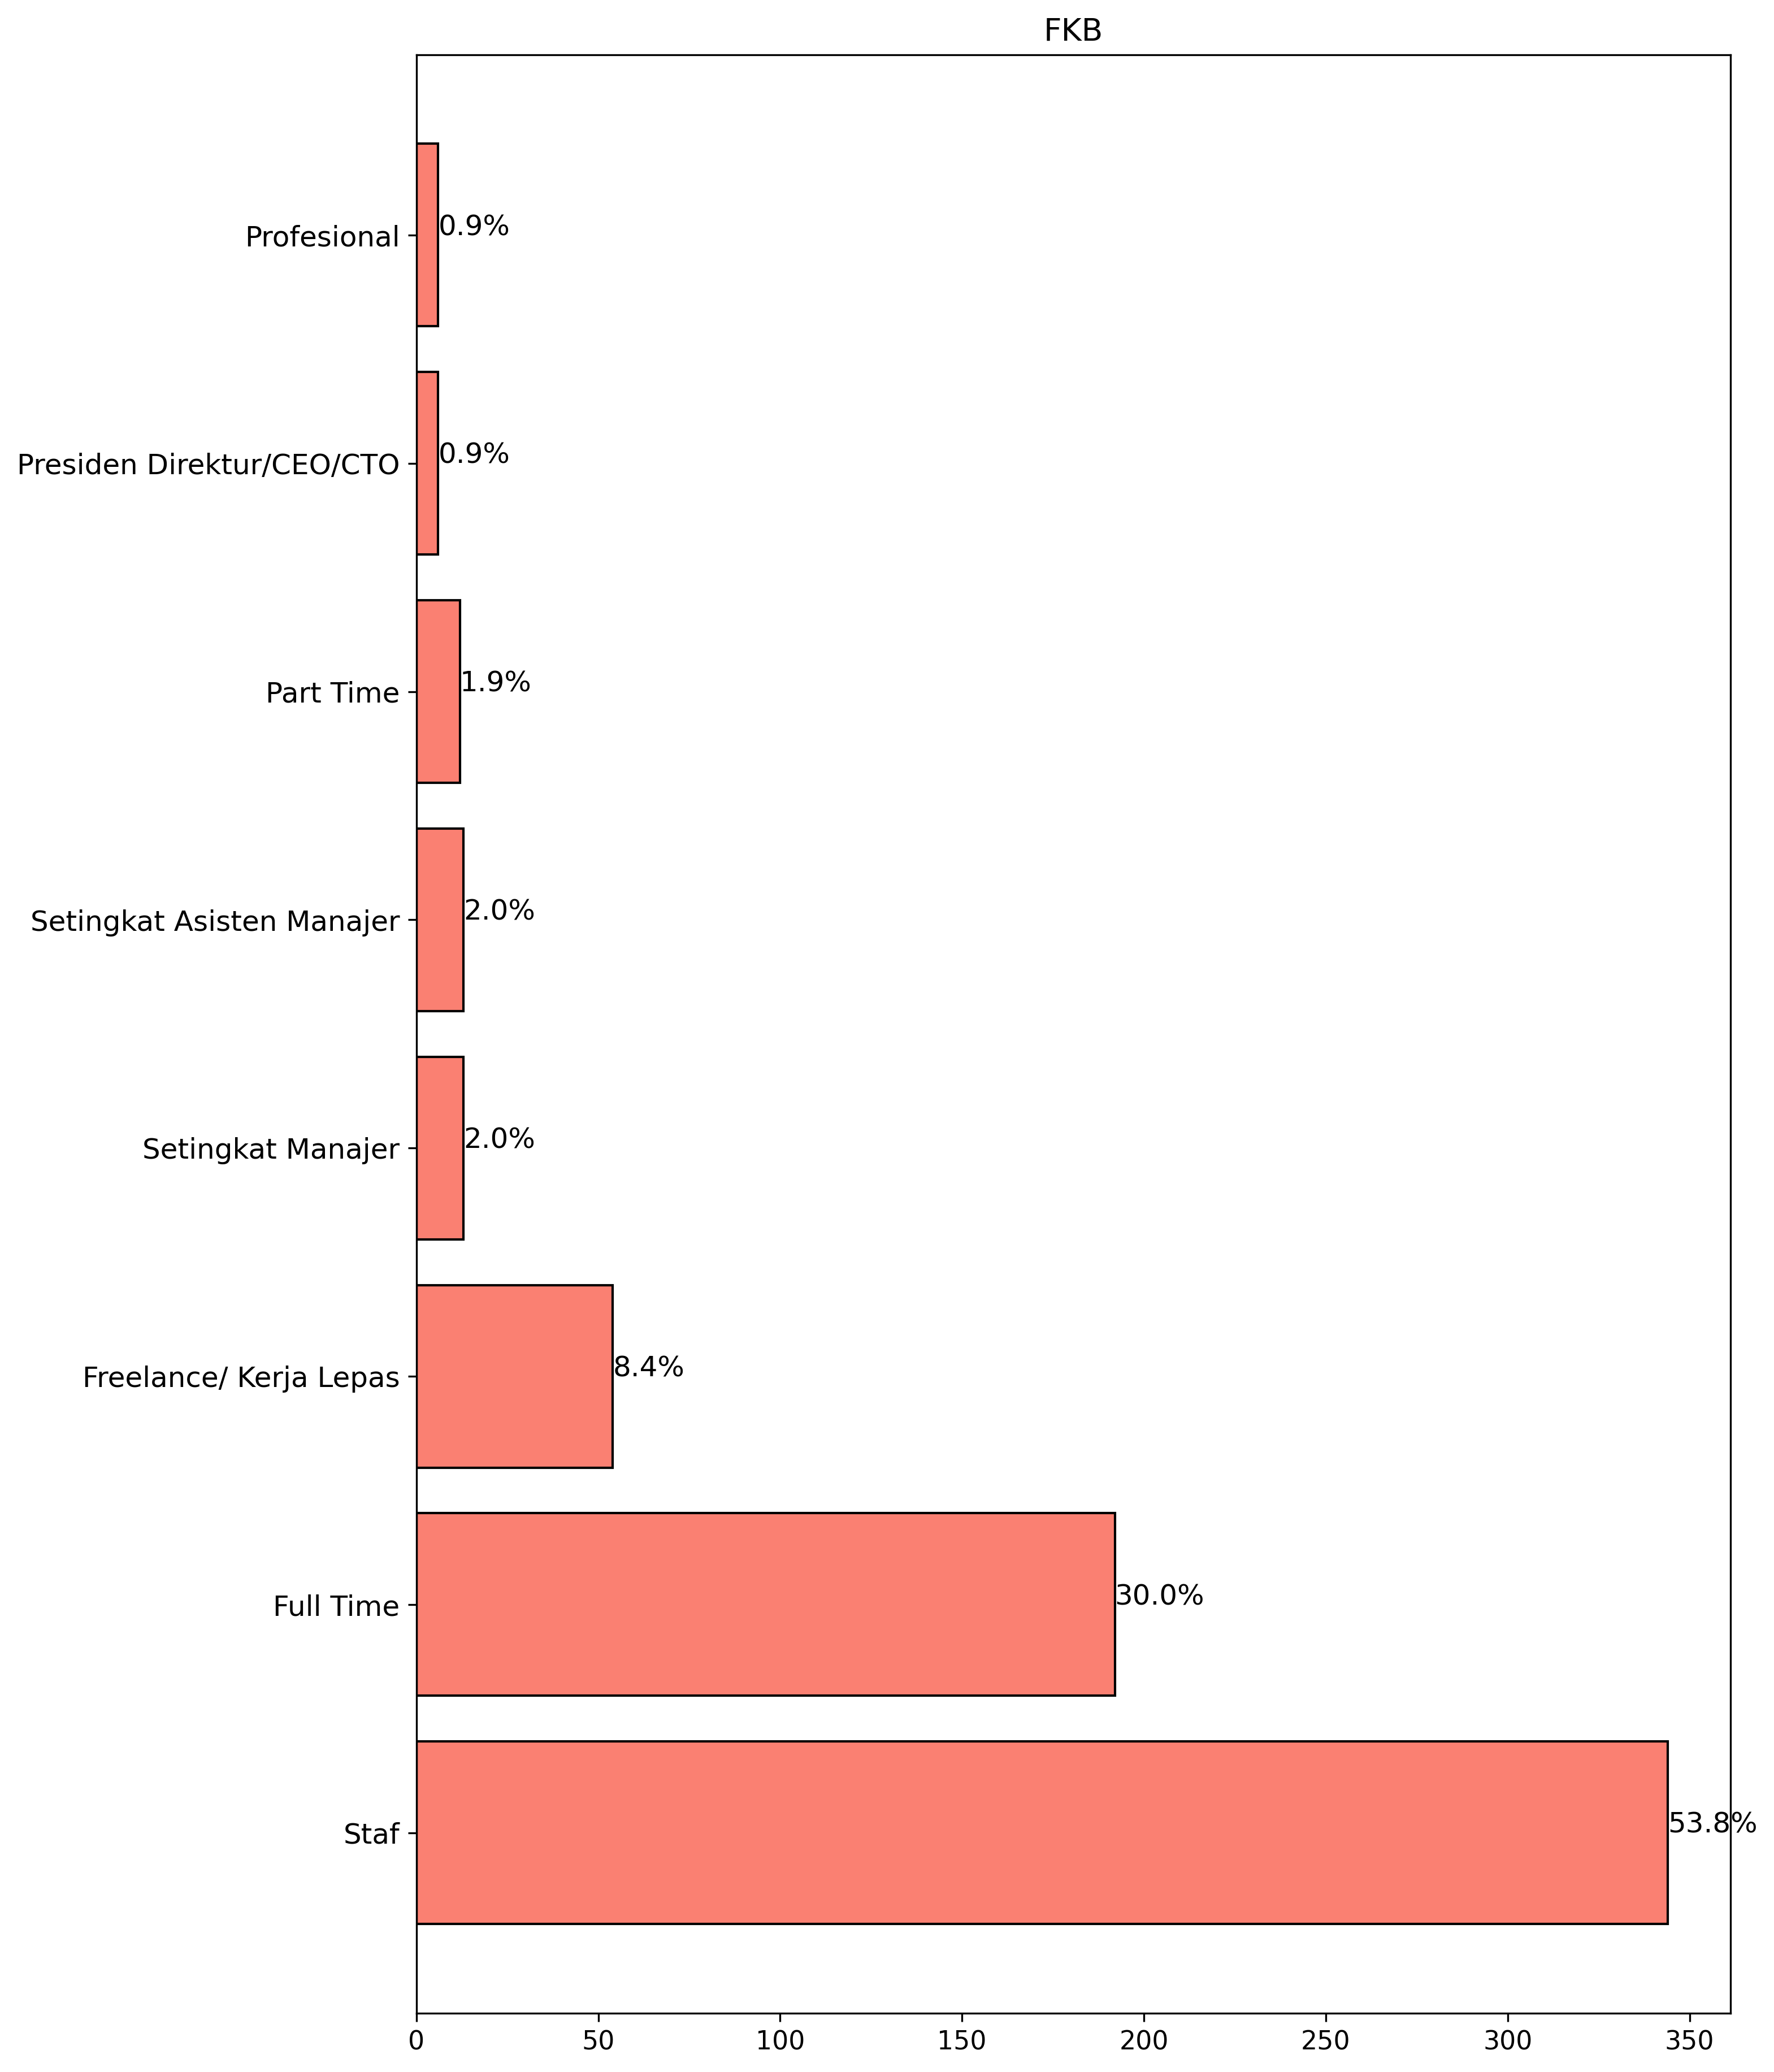 FKB
Profesional
0.9%
Presiden Direktur/CEO/CTO
0.9%
Part Time
1.9%
Setingkat Asisten Manajer
2.0%
Setingkat Manajer
2.0%
Freelance/ Kerja Lepas
8.4%
Full Time
30.0%
Staf
53.8%
0 50 100 150 200 250 300 350